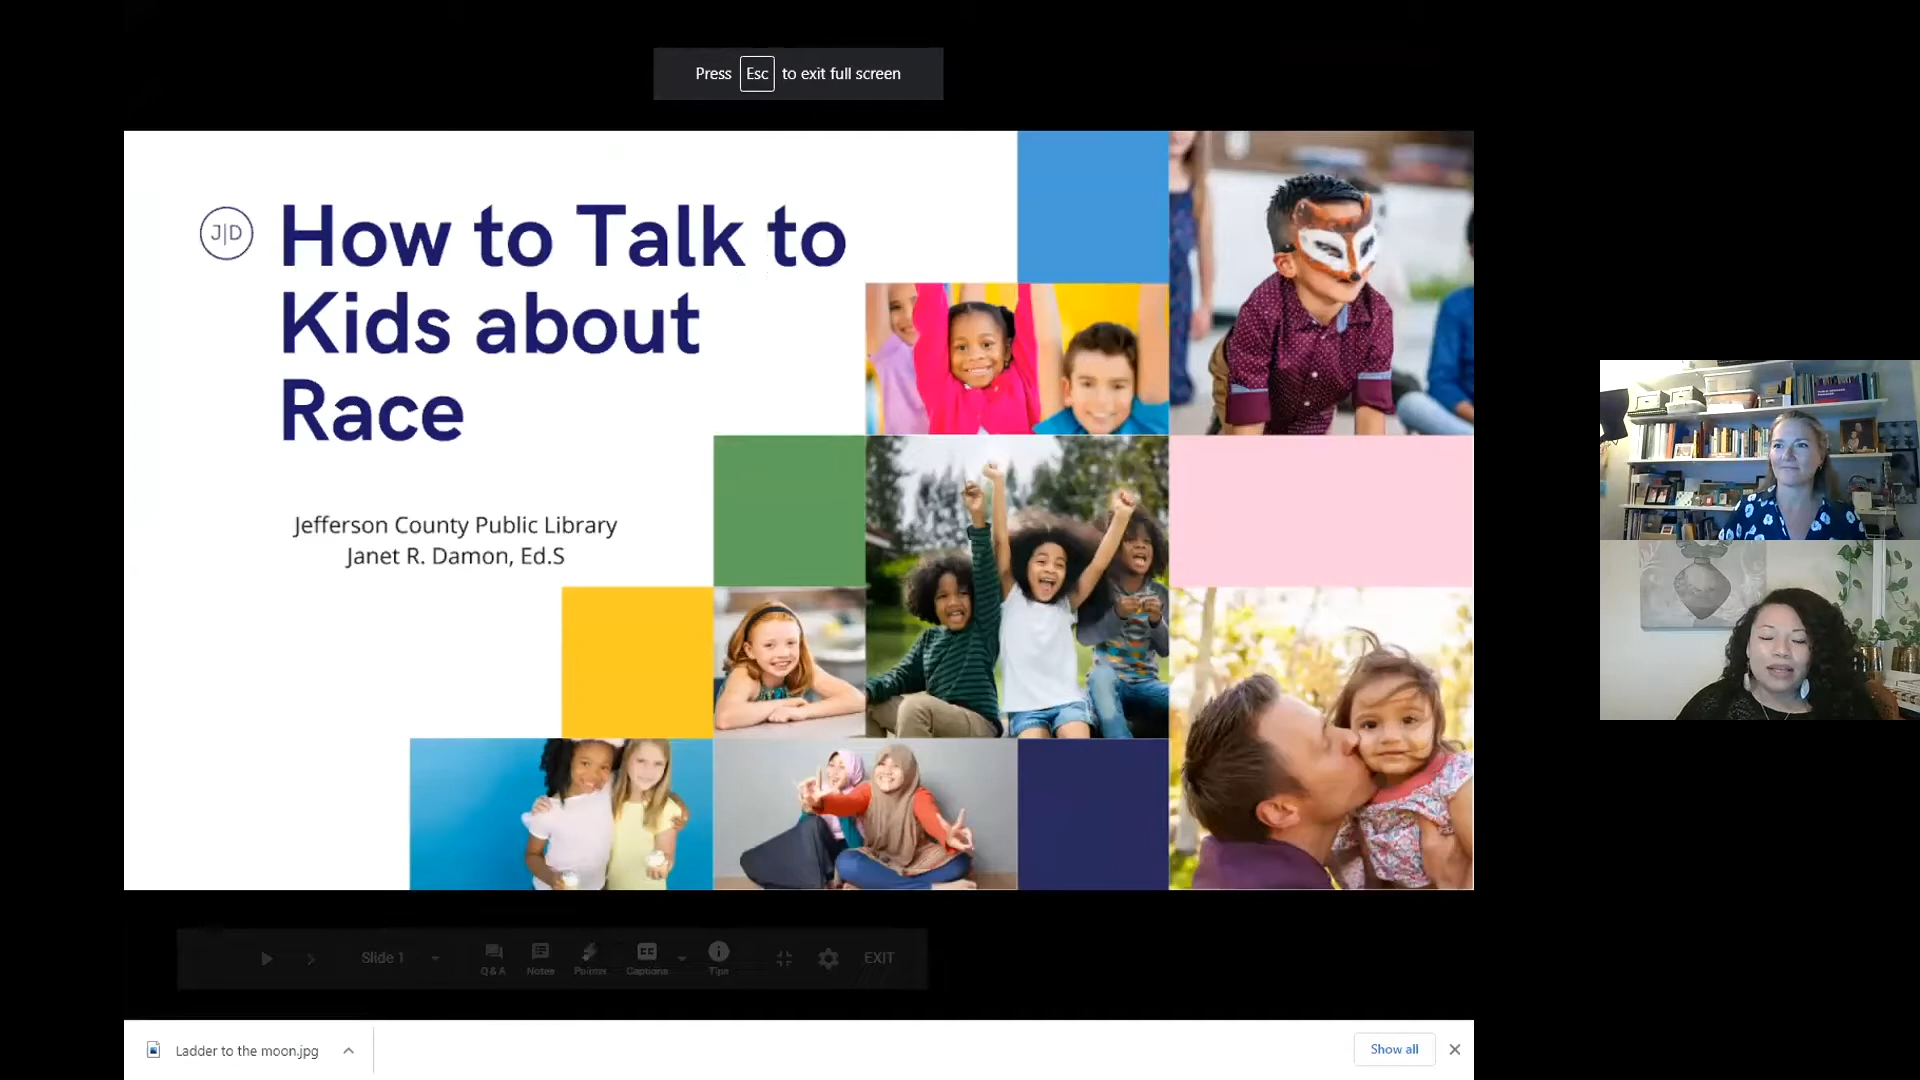 Press Esc to exit full screen
J|D
How to Talk to
Kids about
Race
Jefferson County Public Library
Janet R. Damon, Ed.S
Slide 1
Q & A
Notes
Pointer
CC
Captions
Tips
EXIT
Ladder to the moon.jpg
Show all